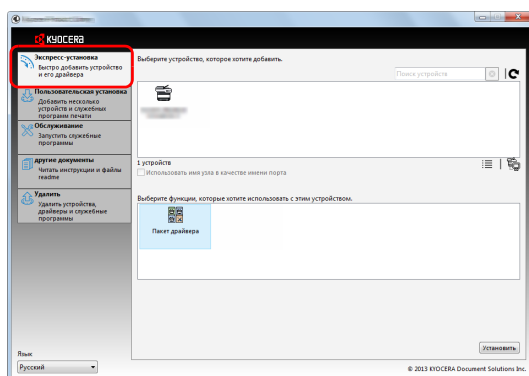 KYOCERA
Экспресс-установка
Быстро добавить устройство
и его драйвера
Пользовательская установка
Добавить несколько
устройств и служебных
программ печати
Обслуживание
Запустить служебные
программы
другие документы
Читать инструкции и файлы
readme
Удалить
Удалить устройства,
драйверы и служебные
программы
Язык
Русский
Выберите устройство, которое хотите добавить.
Поиск устройств
1 устройств
Использовать имя узла в качестве имени порта
Выберите функции, которые хотите использовать с этим устройством.
Пакет драйвера
Установить
© 2013 KYOCERA Document Solutions Inc.